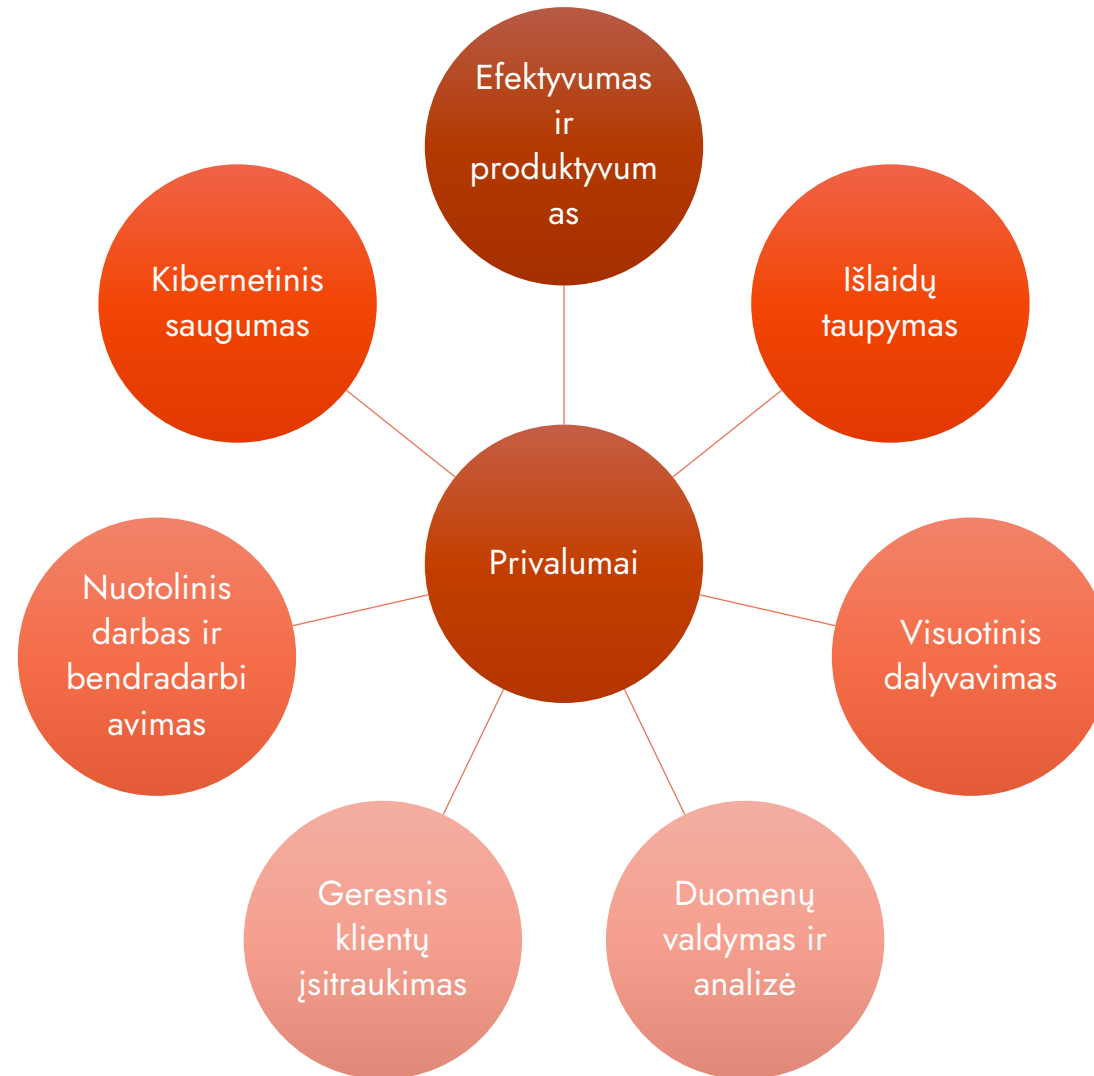 Efektyvumas
ir
produktyvum
as
Kibernetinis
saugumas
Išlaidų
taupymas
Privalumai
Nuotolinis
darbas ir
bendradarbi
avimas
Visuotinis
dalyvavimas
Geresnis
klientų
įsitraukimas
Duomenų
valdymas ir
analizė